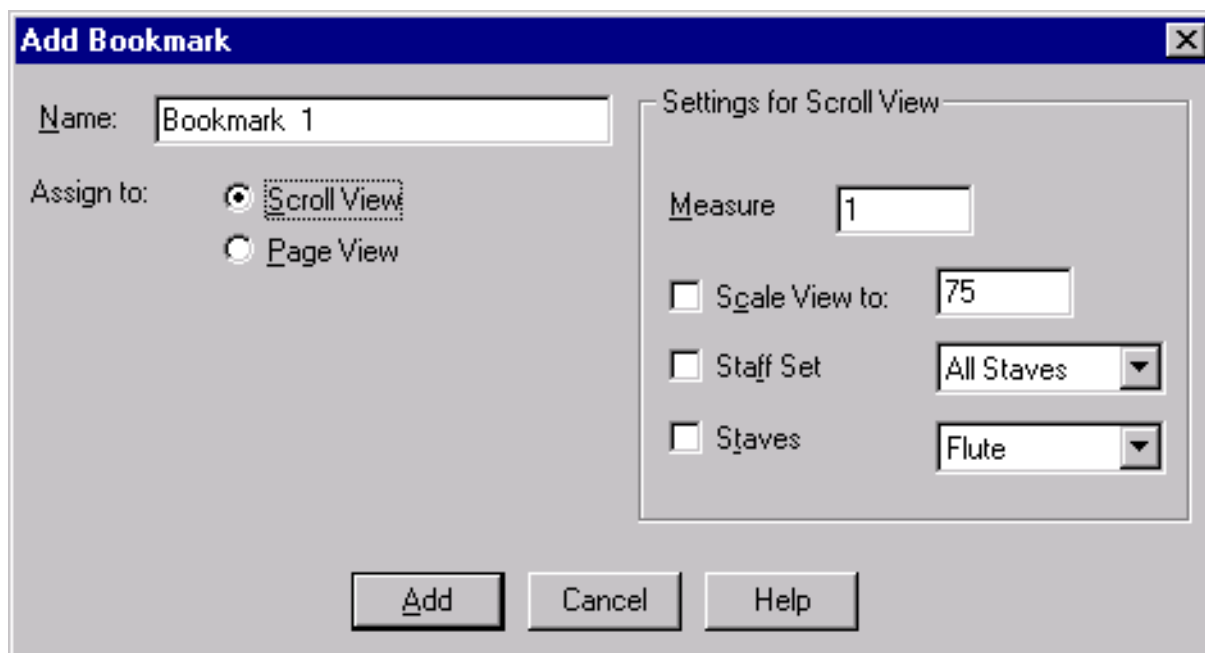 Add Bookmark
Name: Bookmark 1
Assign to: Scroll View
Page View
Settings for Scroll View
Measure 1
Scale View to: 75
Staff Set All Staves
Staves Flute
Add Cancel Help